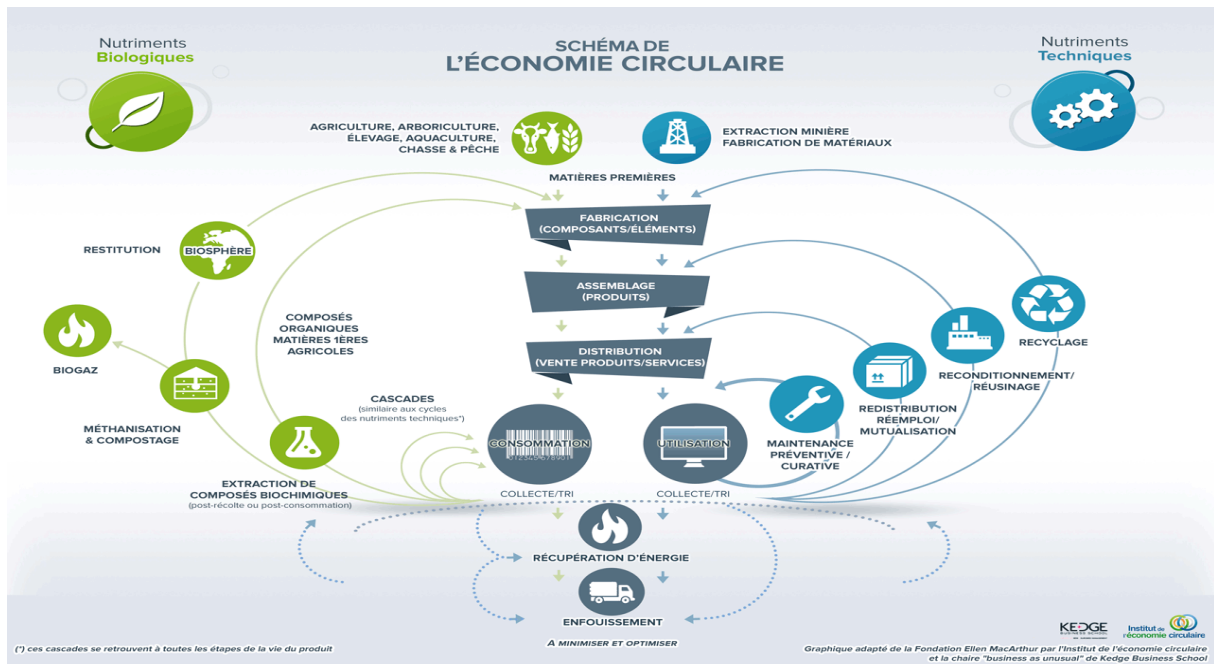 Nutriments
Biologiques
SCHÉMA DE
L'ÉCONOMIE CIRCULAIRE
Nutriments
Techniques
AGRICULTURE, ARBORICULTURE,
ÉLEVAGE, AQUACULTURE,
CHASSE & PÊCHE
EXTRACTION MINIÈRE
FABRICATION DE MATÉRIAUX
MATIÈRES PREMIÈRES
FABRICATION
(COMPOSANTS/ÉLÉMENTS)
RESTITUTION
BIOSPHÈRE
ASSEMBLAGE
(PRODUITS)
COMPOSÉS
ORGANIQUES
MATIÈRES 1ÈRES
AGRICOLES
RECYCLAGE
BIOGAZ
DISTRIBUTION
(VENTE PRODUITS/SERVICES)
RECONDITIONNEMENT/
RÉUSINAGE
CASCADES
(similaire aux cycles
des nutriments techniques*)
REDISTRIBUTION
RÉEMPLOI/
MUTUALISATION
MÉTHANISATION
& COMPOSTAGE
CONSOMMATION
UTILISATION
MAINTENANCE
PRÉVENTIVE /
CURATIVE
EXTRACTION DE
COMPOSÉS BIOCHIMIQUES
(post-récolte ou post-consommation)
COLLECTE/TRI
COLLECTE/TRI
RÉCUPÉRATION D'ÉNERGIE
ENFOUISSEMENT
À MINIMISER ET OPTIMISER
KEDGE
BUSINESS SCHOOL
Institut de
l'économie circulaire
(*) ces cascades se retrouvent à toutes les étapes de la vie du produit
Graphique adapté de la Fondation Ellen MacArthur par l'Institut de l'économie circulaire
et la chaire "business as unusual" de Kedge Business School